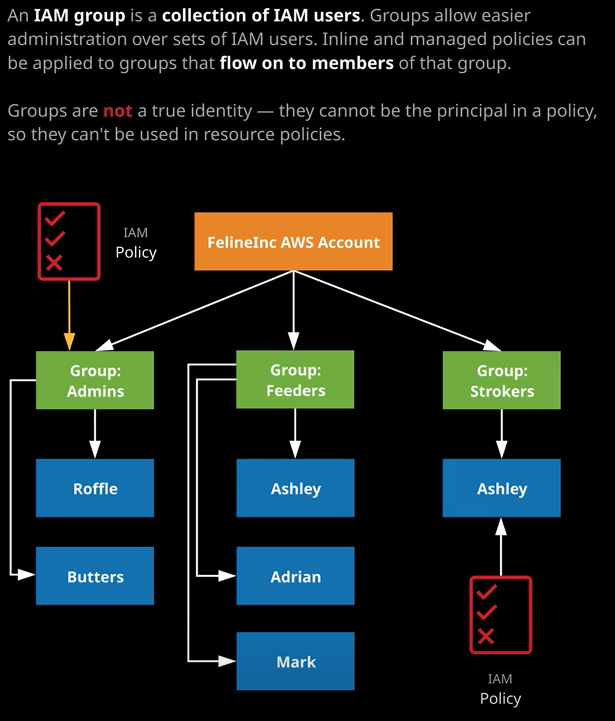 An IAM group is a collection of IAM users. Groups allow easier
administration over sets of IAM users. Inline and managed policies can
be applied to groups that flow on to members of that group.
Groups are not a true identity — they cannot be the principal in a policy,
so they can't be used in resource policies.
IAM
Policy
FelineInc AWS Account
Group:
Admins
Group:
Feeders
Group:
Strokers
Roffle
Ashley
Ashley
Butters
Adrian
Mark
IAM
Policy